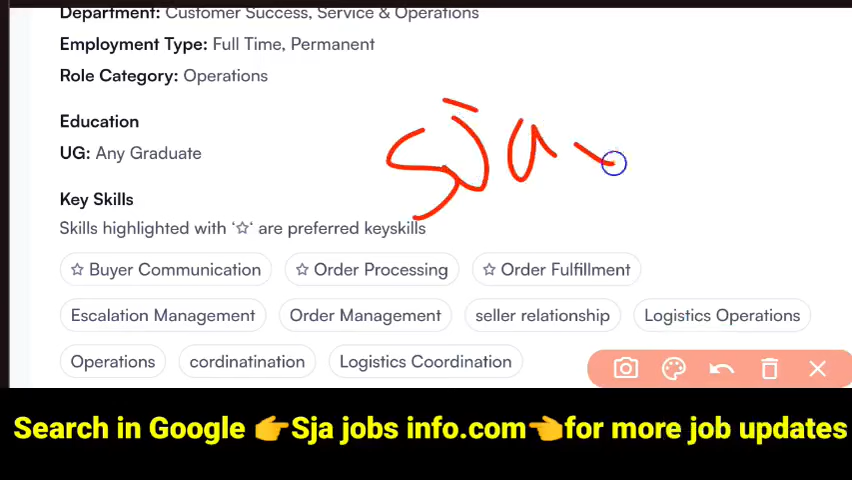 Department: Customer Success, Service & Operations
Employment Type: Full Time, Permanent
Role Category: Operations
Education
UG: Any Graduate
sja
Key Skills
Skills highlighted with ‘☆‘ are preferred keyskills
☆ Buyer Communication ☆ Order Processing ☆ Order Fulfillment
Escalation Management Order Management seller relationship Logistics Operations
Operations cordinatination Logistics Coordination
Search in Google 👉Sja jobs info.com👈for more job updates